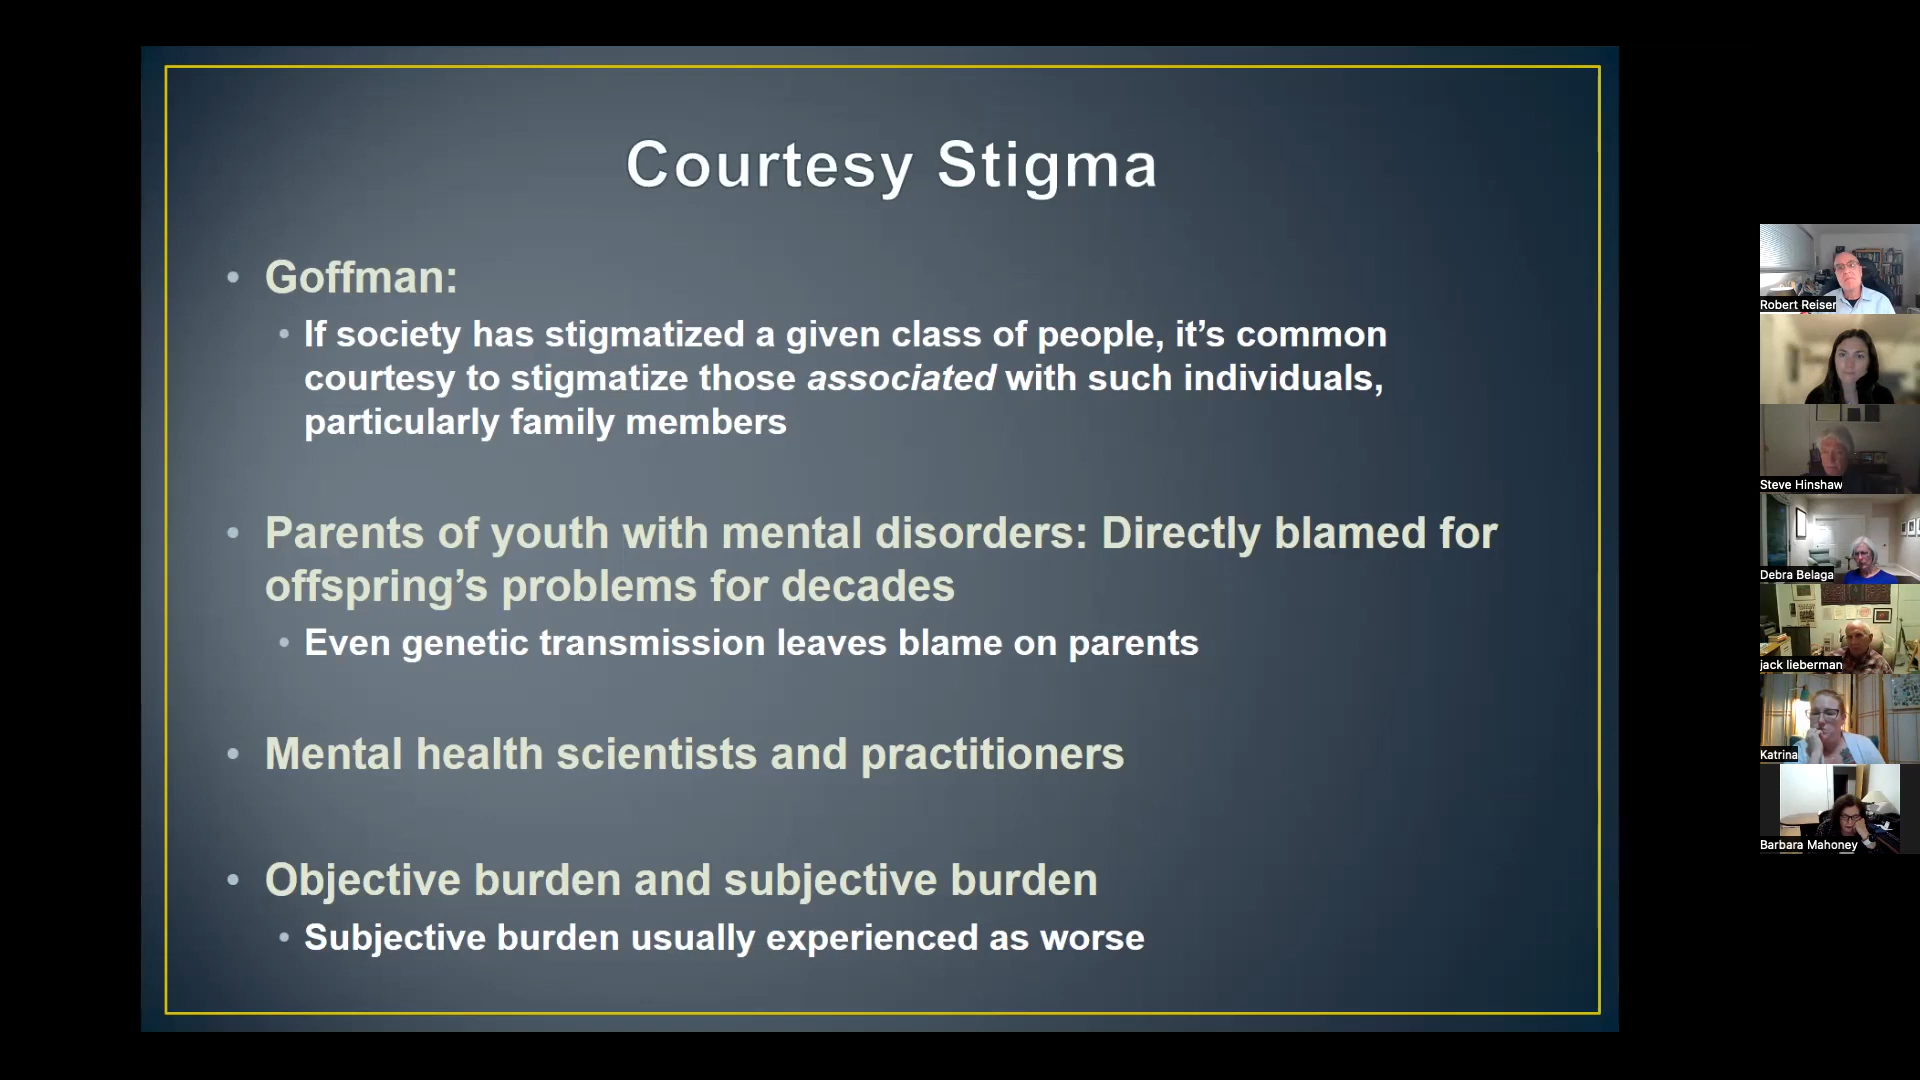 Courtesy Stigma
• Goffman:
• If society has stigmatized a given class of people, it’s common
courtesy to stigmatize those associated with such individuals,
particularly family members
• Parents of youth with mental disorders: Directly blamed for
offspring’s problems for decades
• Even genetic transmission leaves blame on parents
• Mental health scientists and practitioners
• Objective burden and subjective burden
• Subjective burden usually experienced as worse
Robert Reiser
Steve Hinshaw
Debra Belaga
jack lieberman
Katrina
Barbara Mahoney